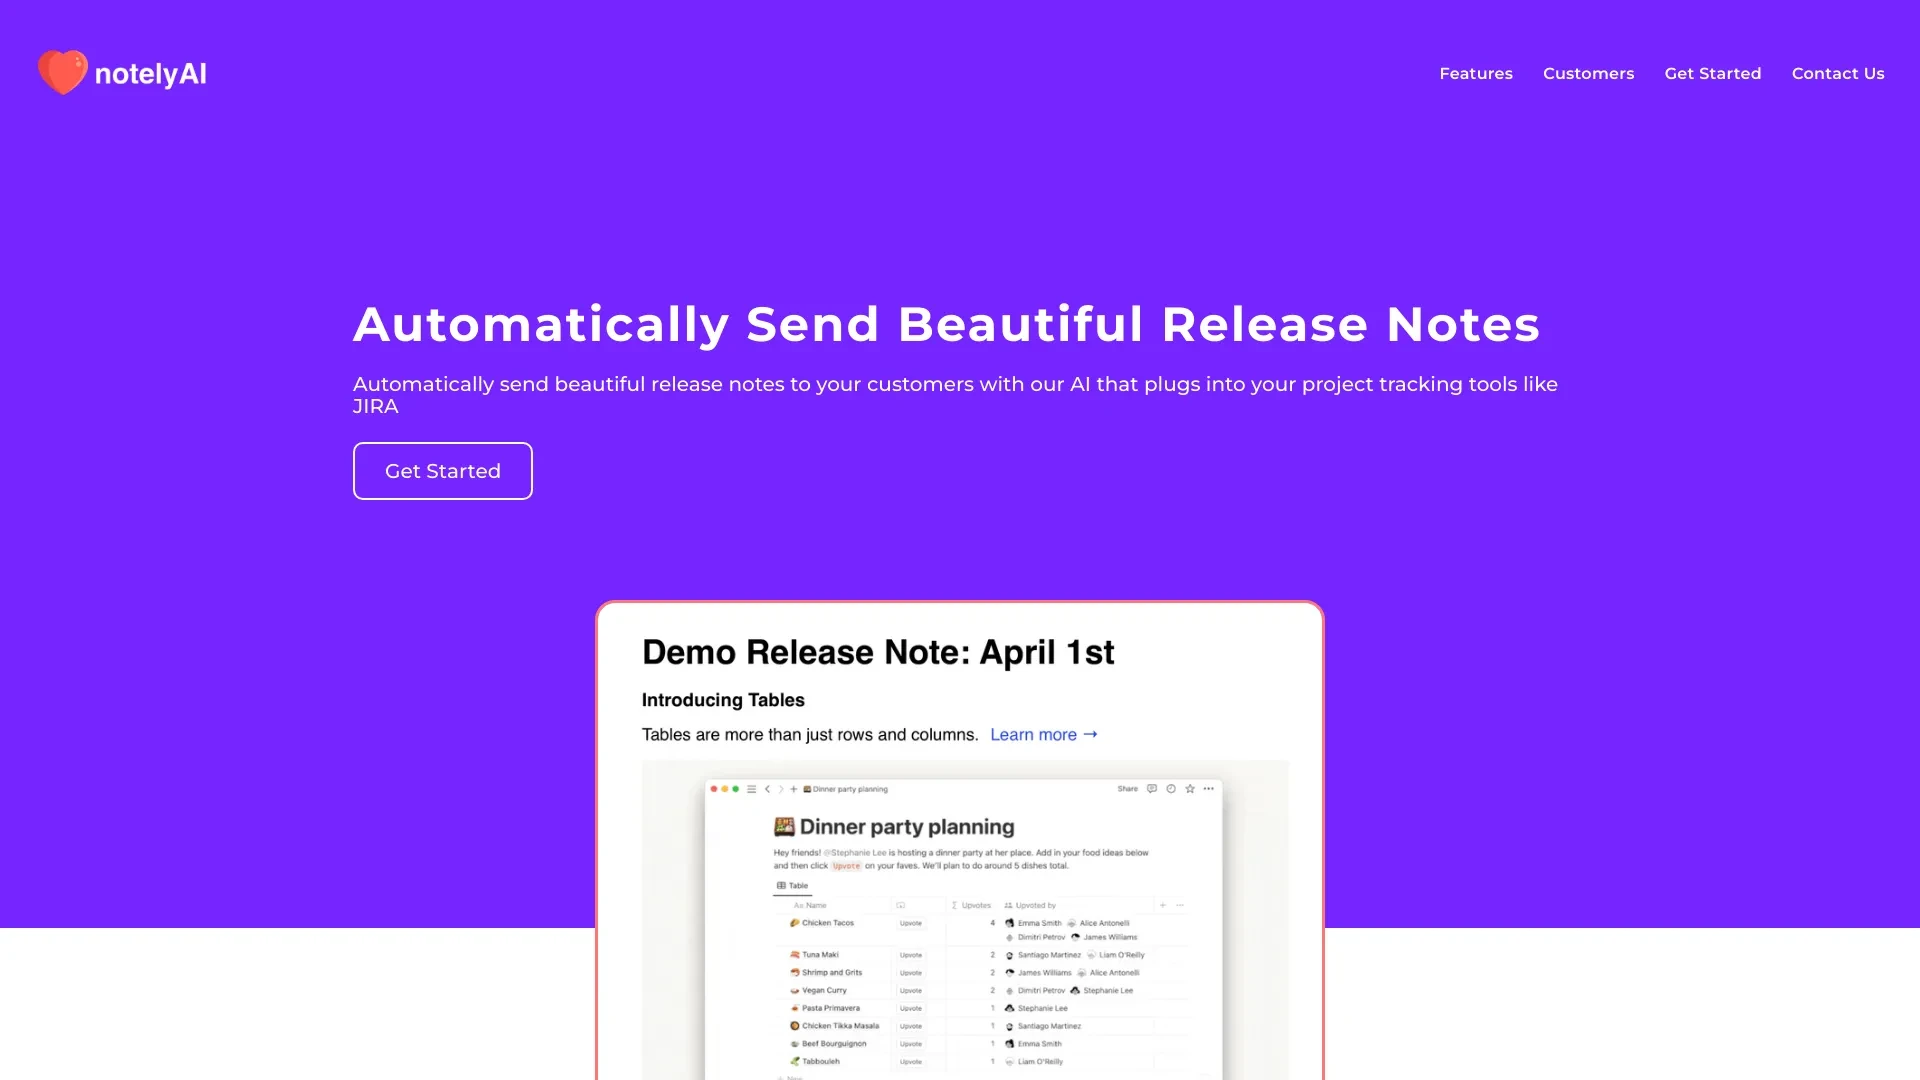 notelyAI
Features Customers Get Started Contact Us
Automatically Send Beautiful Release Notes
Automatically send beautiful release notes to your customers with our AI that plugs into your project tracking tools like
JIRA
Get Started
Demo Release Note: April 1st
Introducing Tables
Tables are more than just rows and columns. Learn more →
Dinner party planning Share
Dinner party planning
Hey friends! @Stephanie Lee is hosting a dinner party at her place. Add in your food ideas below
and then click Upvote on your faves. We'll plan to do around 5 dishes total.
Table
Aa Name Σ Upvotes Upvoted by
Chicken Tacos Upvote 4 Emma Smith Alice Antonelli
Dimitri Petrov James Williams
Tuna Maki Upvote 2 Santiago Martinez Liam O'Reilly
Shrimp and Grits Upvote 2 James Williams Alice Antonelli
Vegan Curry Upvote 2 Dimitri Petrov Stephanie Lee
Pasta Primavera Upvote 1 Stephanie Lee
Chicken Tikka Masala Upvote 1 Santiago Martinez
Beef Bourguignon Upvote 1 Emma Smith
Tabbouleh Upvote 1 Liam O'Reilly